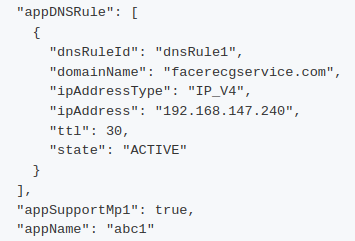 "appDNSRule": [
{
"dnsRuleId": "dnsRule1",
"domainName": "facerecgservice.com",
"ipAddressType": "IP_V4",
"ipAddress": "192.168.147.240",
"ttl": 30,
"state": "ACTIVE"
}
],
"appSupportMp1": true,
"appName": "abc1"